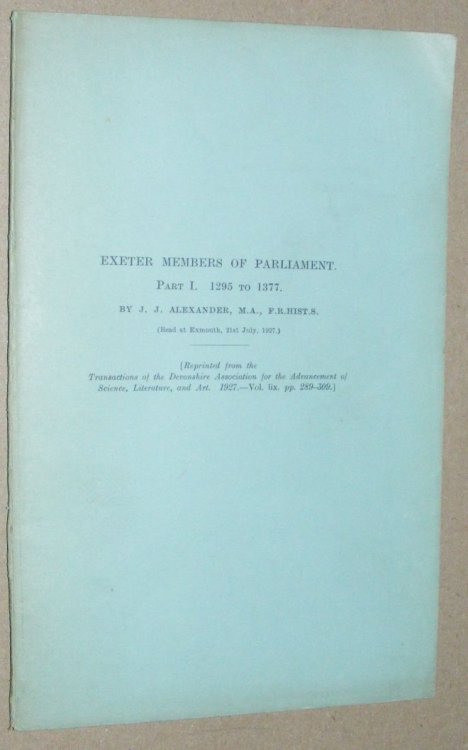 EXETER MEMBERS OF PARLIAMENT.
PART I. 1295 TO 1377.
BY J. J. ALEXANDER, M.A., F.R.HIST.S.
(Read at Exmouth, 21st July, 1927.)
[Reprinted from the
Transactions of the Devonshire Association for the Advancement of
Science, Literature, and Art. 1927.—Vol. lix. pp. 289-309.]